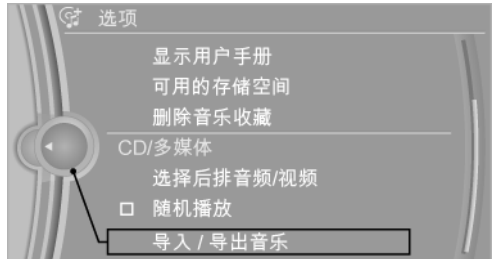 选项
显示用户手册
可用的存储空间
删除音乐收藏
CD/多媒体
选择后排音频/视频
随机播放
导入 / 导出音乐